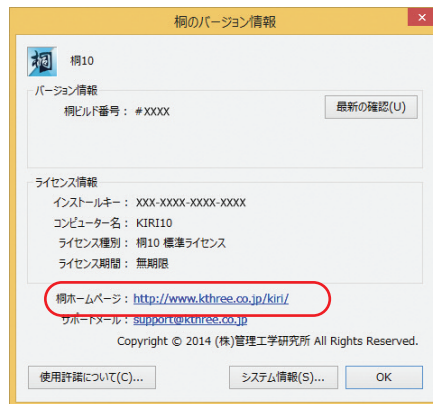 桐のバージョン情報
桐
桐10
バージョン情報
桐ビルド番号： #XXXX
最新の確認(U)
ライセンス情報
インストールキー： XXX-XXXX-XXXX-XXXX
コンピューター名： KIRI10
ライセンス種別： 桐10 標準ライセンス
ライセンス期間： 無期限
桐ホームページ： http://www.kthree.co.jp/kiri/
サポートメール： support@kthree.co.jp
Copyright © 2014 (株)管理工学研究所 All Rights Reserved.
使用許諾について(C)... システム情報(S)... OK